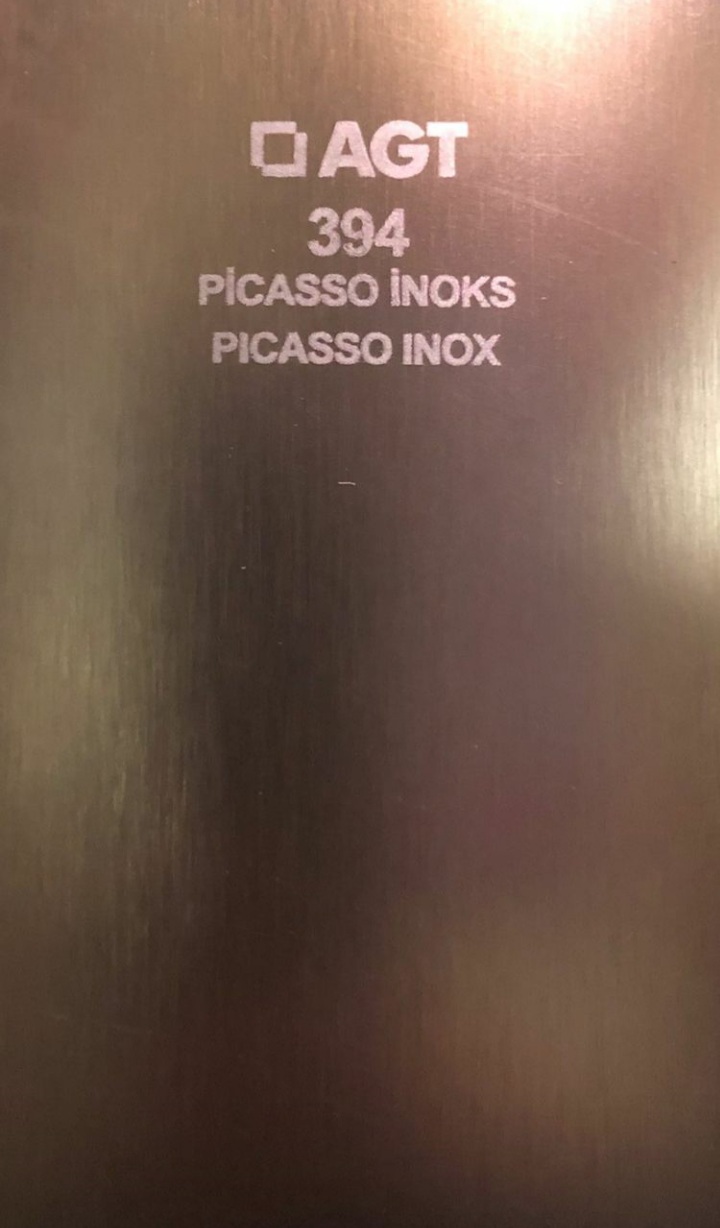 AGT
394
PİCASSO İNOKS
PICASSO INOX